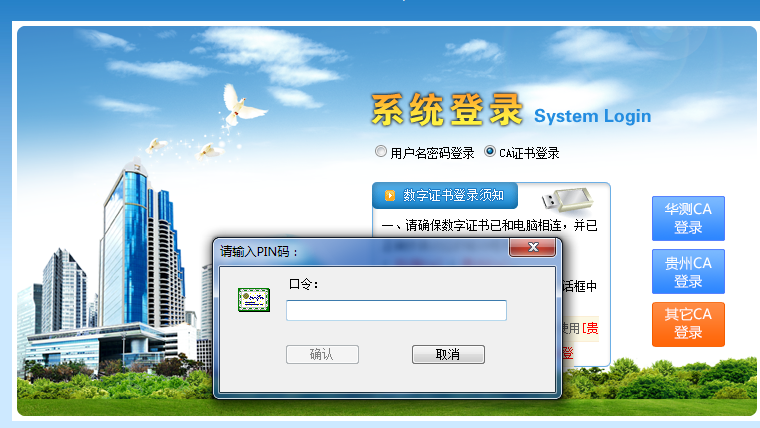 系统登录 System Login
用户名密码登录 CA证书登录
数字证书登录须知
一、请确保数字证书已和电脑相连，并已
华测CA
登录
请输入PIN码：
口令：
贵州CA
登录
话框中
其它CA
登录
使用[贵
登
确认 取消